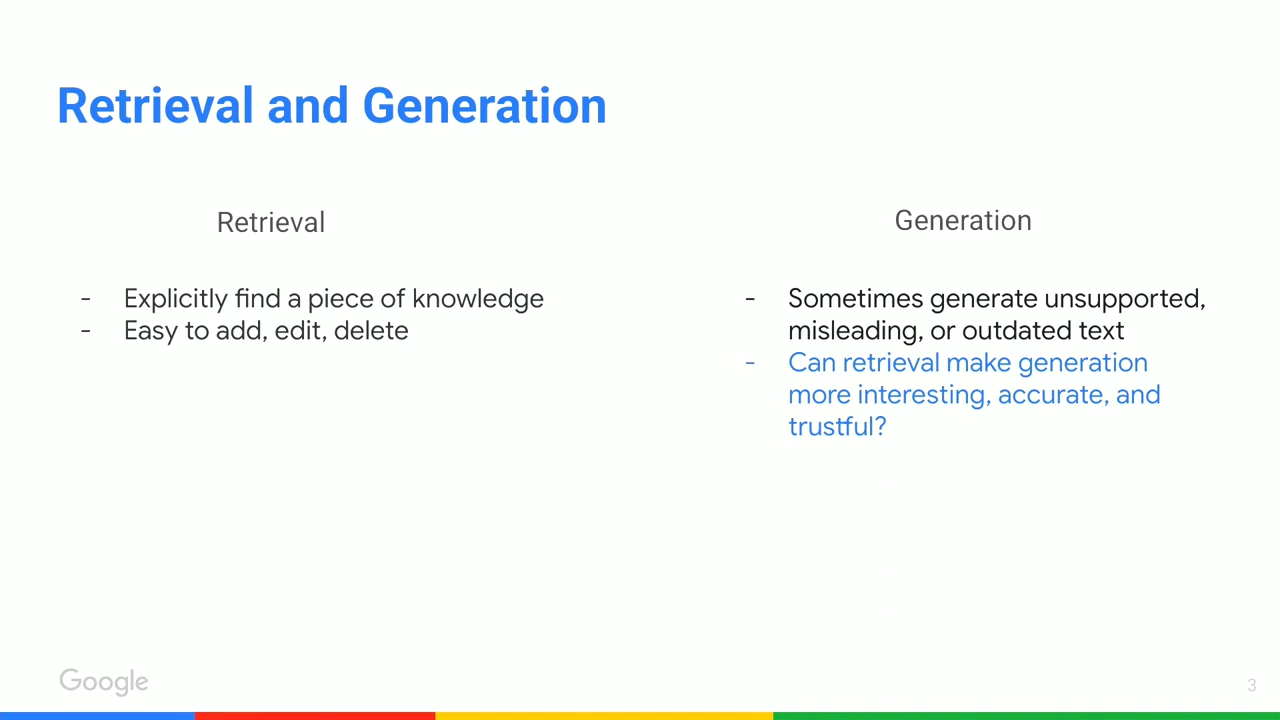 Retrieval and Generation
Retrieval
- Explicitly find a piece of knowledge
- Easy to add, edit, delete
Generation
- Sometimes generate unsupported,
misleading, or outdated text
- Can retrieval make generation
more interesting, accurate, and
trustful?
Google
3